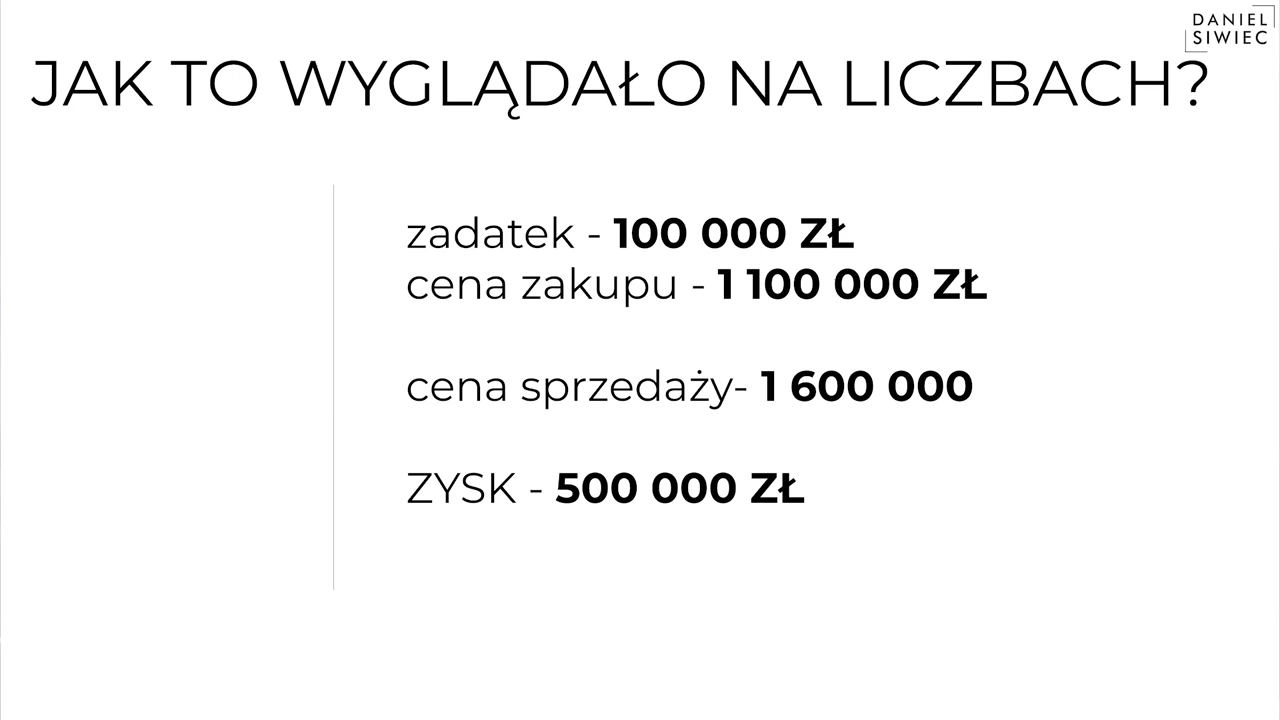 DANIEL
SIWIEC
JAK TO WYGLĄDAŁO NA LICZBACH?
zadatek - 100 000 ZŁ
cena zakupu - 1 100 000 ZŁ
cena sprzedaży- 1 600 000
ZYSK - 500 000 ZŁ